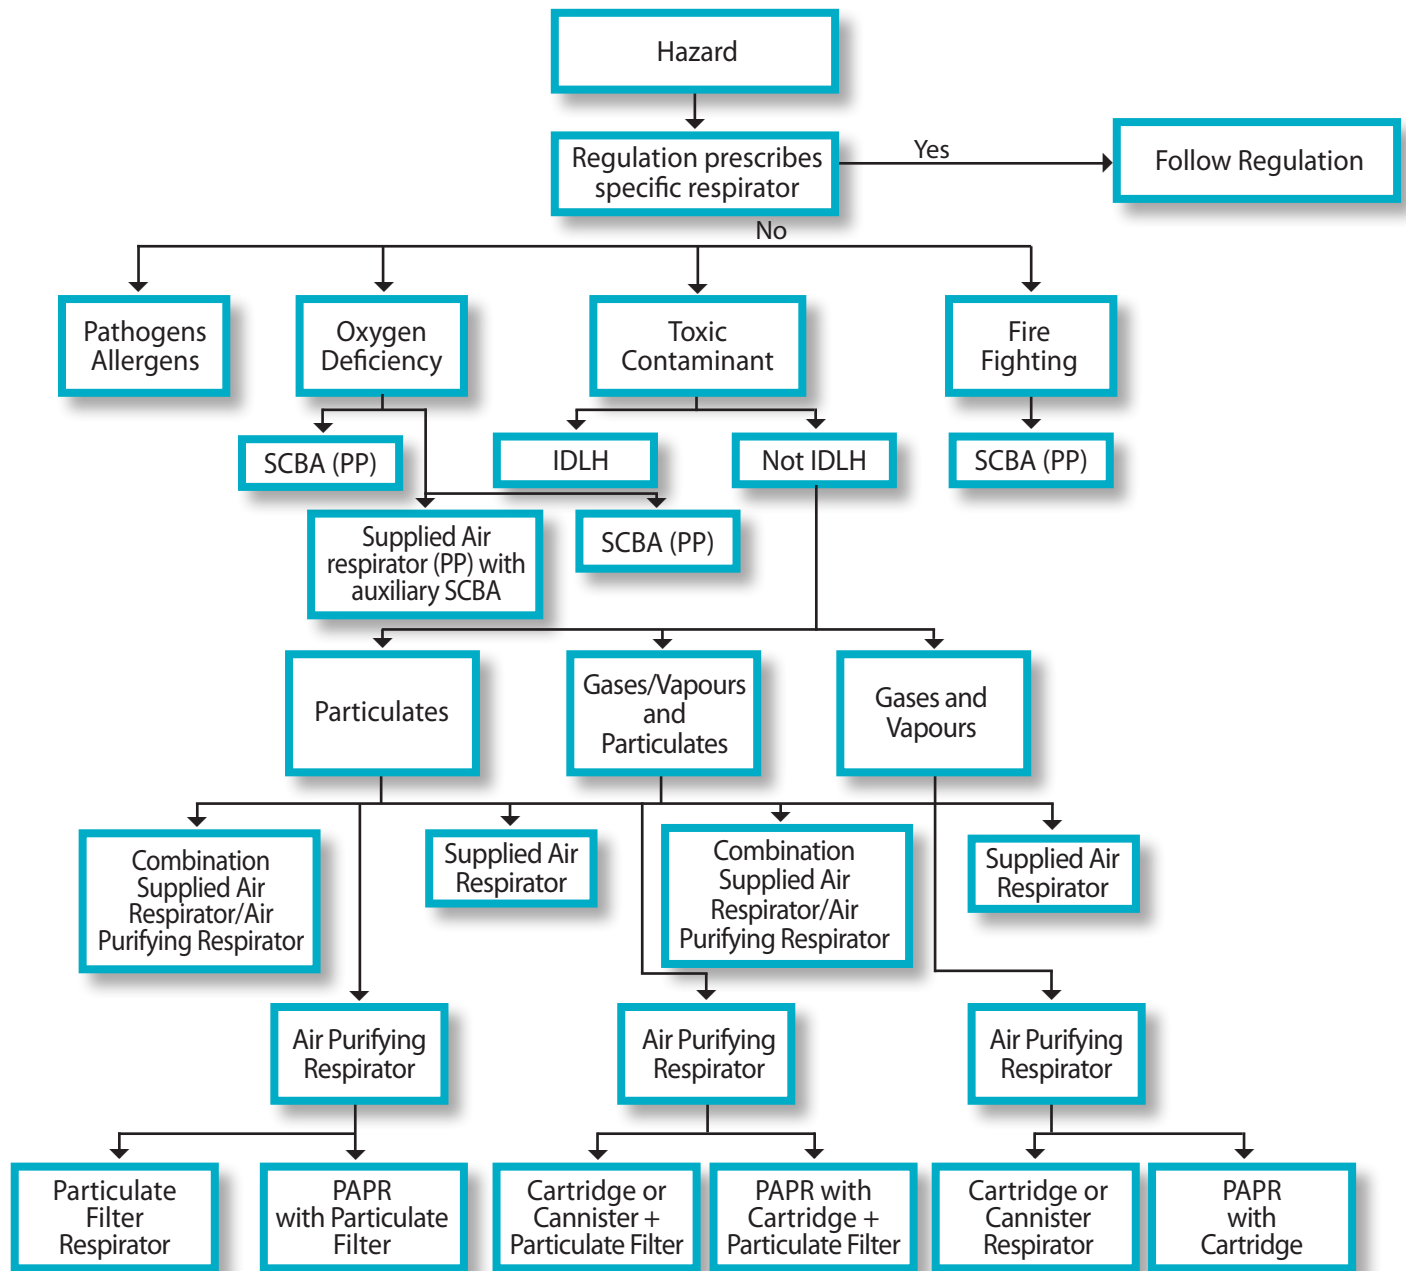 Hazard
Regulation prescribes
specific respirator
Yes
Follow Regulation
No
Pathogens
Allergens
Oxygen
Deficiency
Toxic
Contaminant
Fire
Fighting
SCBA (PP)
IDLH
Not IDLH
SCBA (PP)
Supplied Air
respirator (PP) with
auxiliary SCBA
SCBA (PP)
Particulates
Gases/Vapours
and
Particulates
Gases and
Vapours
Combination
Supplied Air
Respirator/Air
Purifying Respirator
Supplied Air
Respirator
Combination
Supplied Air
Respirator/Air
Purifying Respirator
Supplied Air
Respirator
Air Purifying
Respirator
Air Purifying
Respirator
Air Purifying
Respirator
Particulate
Filter
Respirator
PAPR
with Particulate
Filter
Cartridge or
Cannister +
Particulate Filter
PAPR with
Cartridge +
Particulate Filter
Cartridge or
Cannister
Respirator
PAPR
with
Cartridge